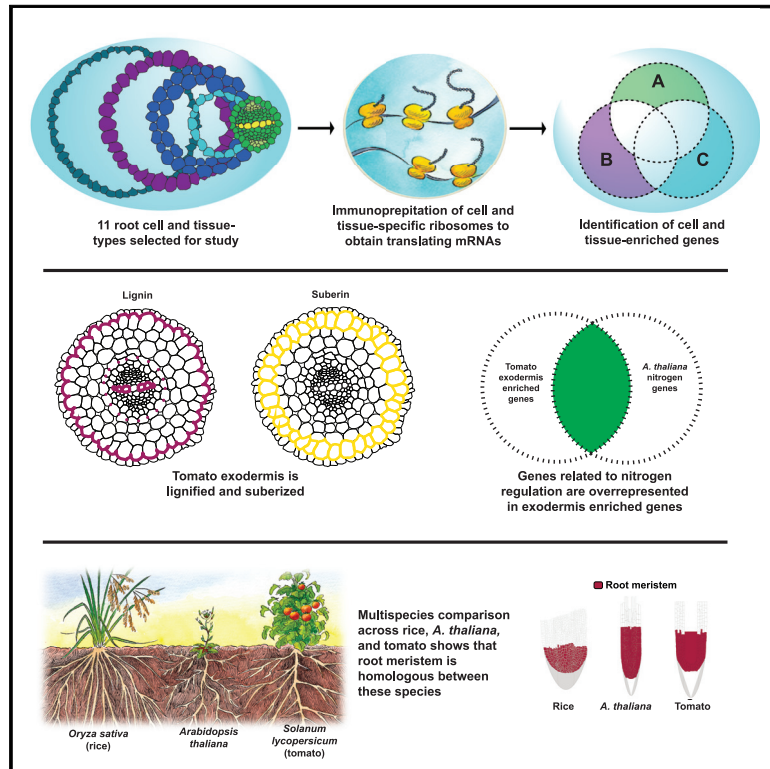 A
B
C
11 root cell and tissue-
types selected for study
Immunoprepitation of cell and
tissue-specific ribosomes to
obtain translating mRNAs
Identification of cell and
tissue-enriched genes
Lignin
Suberin
Tomato exodermis is
lignified and suberized
Tomato
exodermis
enriched
genes
A. thaliana
nitrogen
genes
Genes related to nitrogen
regulation are overrepresented
in exodermis enriched genes
Oryza sativa
(rice)
Arabidopsis
thaliana
Solanum
lycopersicum
(tomato)
Multispecies comparison
across rice, A. thaliana,
and tomato shows that
root meristem is
homologous between
these species
Root meristem
Rice
A. thaliana
Tomato